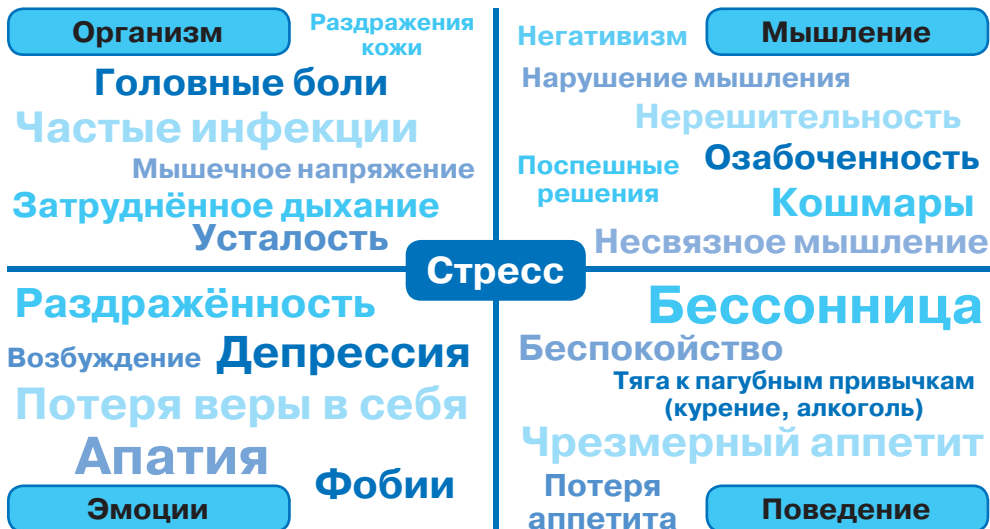 Организм
Раздражения
кожи
Головные боли
Частые инфекции
Мышечное напряжение
Затруднённое дыхание
Усталость
Негативизм
Мышление
Нарушение мышления
Нерешительность
Поспешные
решения
Озабоченность
Кошмары
Несвязное мышление
Стресс
Раздражённость
Возбуждение
Депрессия
Потеря веры в себя
Апатия
Фобии
Эмоции
Бессонница
Беспокойство
Тяга к пагубным привычкам
(курение, алкоголь)
Чрезмерный аппетит
Потеря
аппетита
Поведение